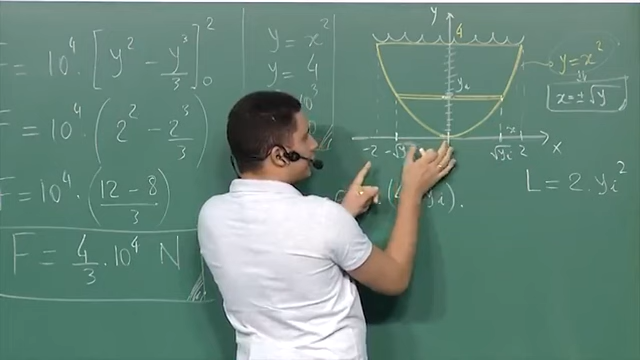 F = 10⁴ · [y² - y³/3]₀²
F = 10⁴ · (2² - 2³/3)
F = 10⁴ · (12 - 8)/3
F = 4/3 · 10⁴ N
y = x²
y = 4
y
4
yᵢ
y = x²
x = ±√y
-2 -√y √yᵢ x 2 x
L = 2 · yᵢ²
yᵢ).